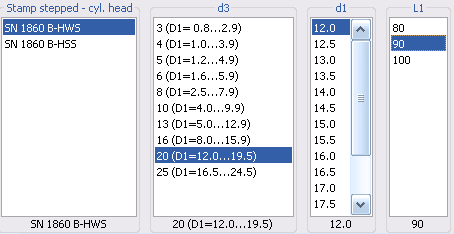 Stamp stepped - cyl. head
SN 1860 B-HWS
SN 1860 B-HSS
SN 1860 B-HWS
d3
3 (D1= 0.8...2.9)
4 (D1= 1.0...3.9)
5 (D1= 1.2...4.9)
6 (D1= 1.6...5.9)
8 (D1= 2.5...7.9)
10 (D1= 4.0...9.9)
13 (D1= 5.0...12.9)
16 (D1= 8.0...15.9)
20 (D1=12.0...19.5)
25 (D1=16.5...24.5)
20 (D1=12.0...19.5)
d1
12.0
12.5
13.0
13.5
14.0
14.5
15.0
15.5
16.0
16.5
17.0
17.5
12.0
L1
80
90
100
90